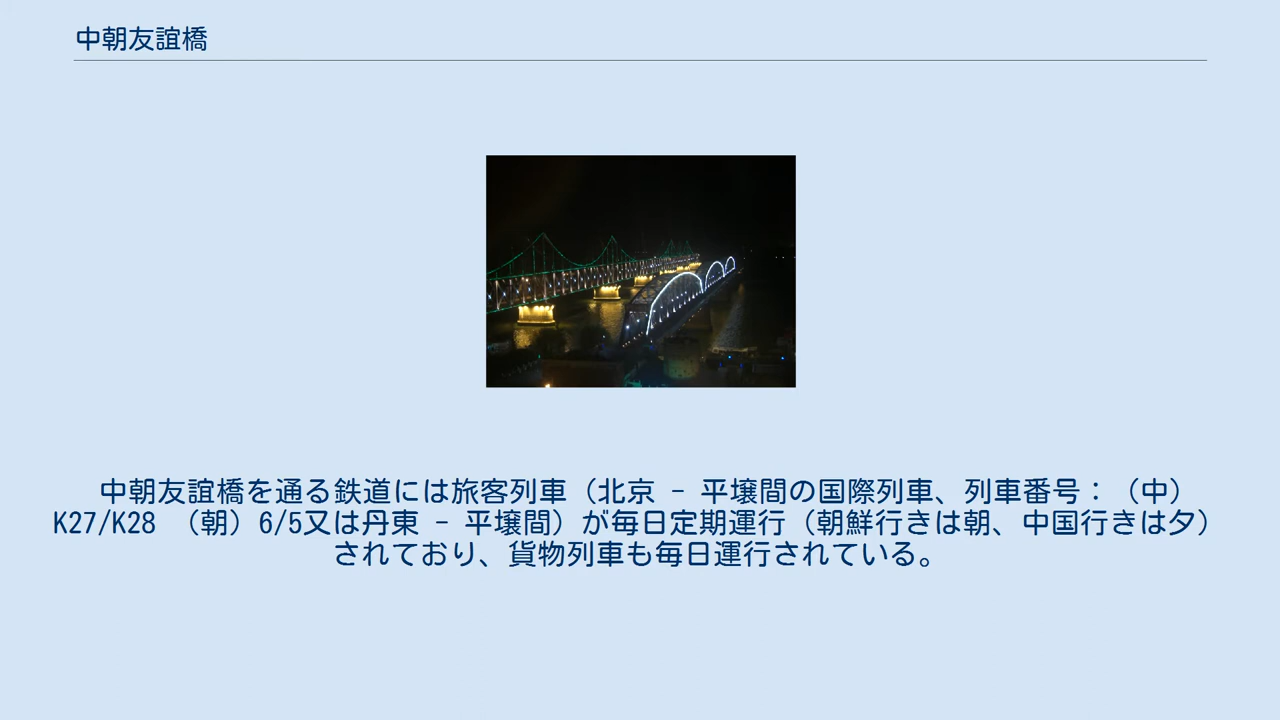 中朝友誼橋
中朝友誼橋を通る鉄道には旅客列車（北京 - 平壌間の国際列車、列車番号：（中）
K27/K28 （朝）6/5又は丹東 - 平壌間）が毎日定期運行（朝鮮行きは朝、中国行きは夕）
されており、貨物列車も毎日運行されている。